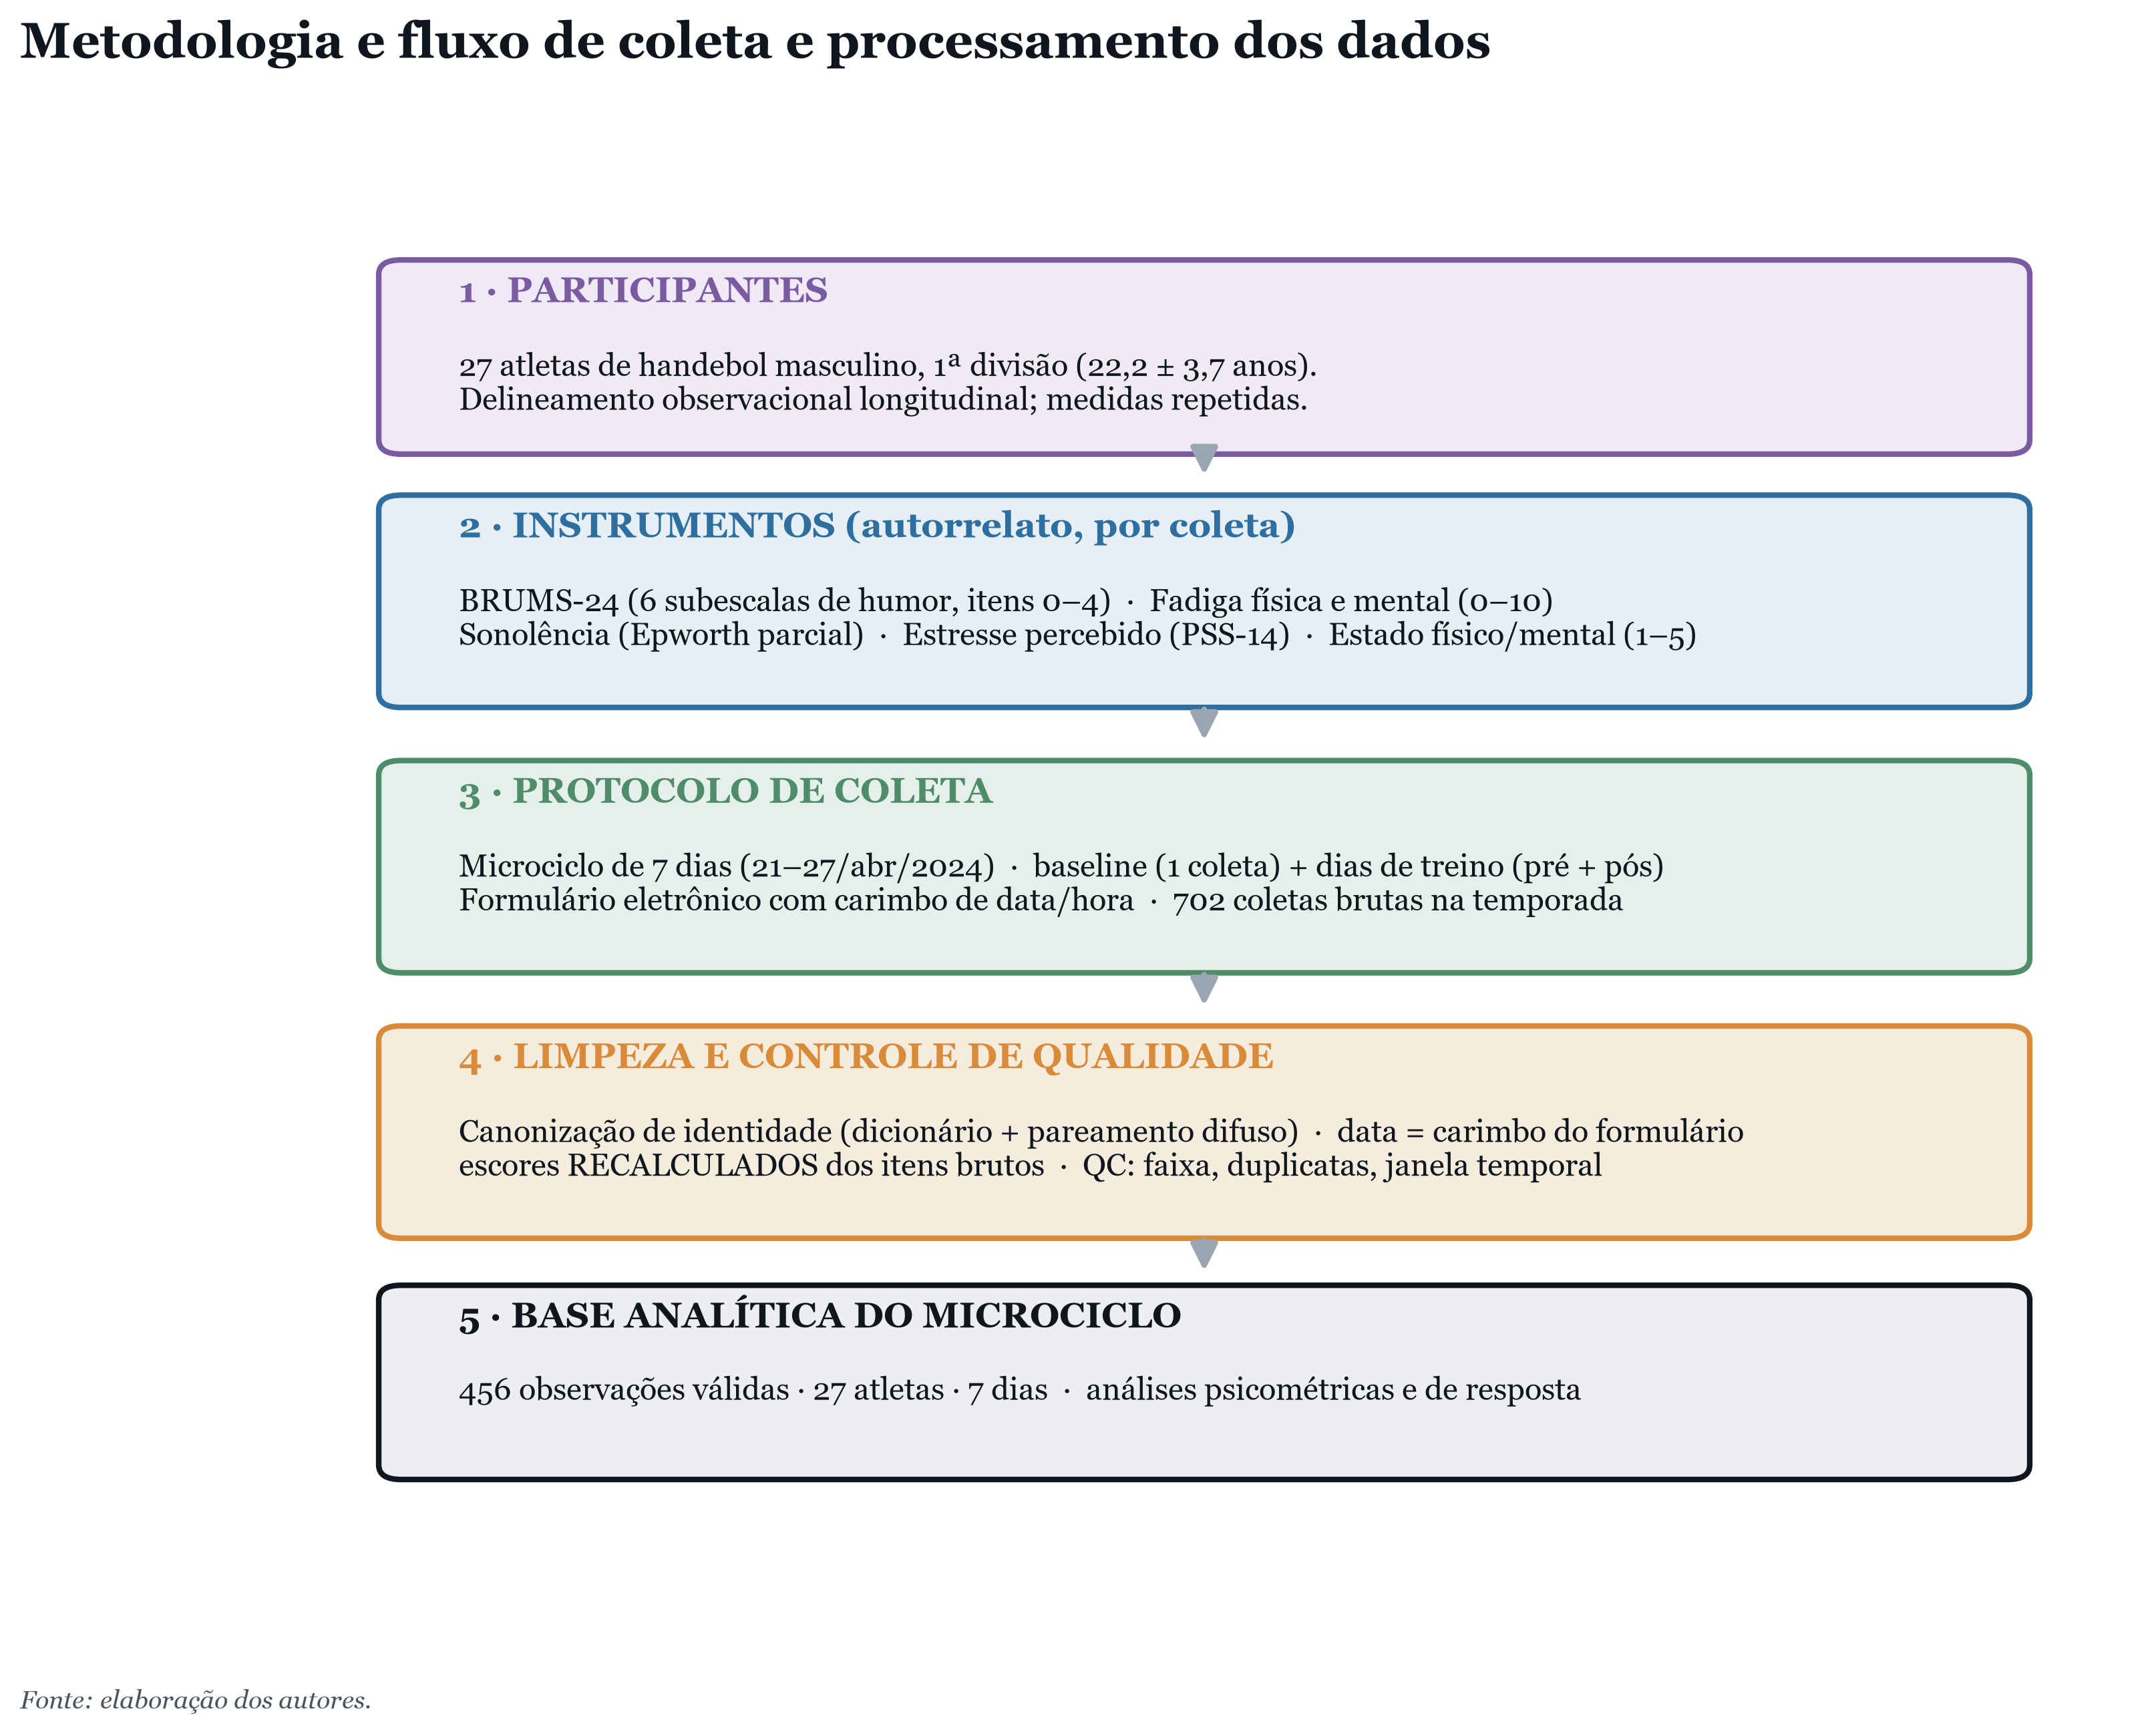 Metodologia e fluxo de coleta e processamento dos dados
1 · PARTICIPANTES
27 atletas de handebol masculino, 1ª divisão (22,2 ± 3,7 anos).
Delineamento observacional longitudinal; medidas repetidas.
2 · INSTRUMENTOS (autorrelato, por coleta)
BRUMS-24 (6 subescalas de humor, itens 0–4) · Fadiga física e mental (0–10)
Sonolência (Epworth parcial) · Estresse percebido (PSS-14) · Estado físico/mental (1–5)
3 · PROTOCOLO DE COLETA
Microciclo de 7 dias (21–27/abr/2024) · baseline (1 coleta) + dias de treino (pré + pós)
Formulário eletrônico com carimbo de data/hora · 702 coletas brutas na temporada
4 · LIMPEZA E CONTROLE DE QUALIDADE
Canonização de identidade (dicionário + pareamento difuso) · data = carimbo do formulário
escores RECALCULADOS dos itens brutos · QC: faixa, duplicatas, janela temporal
5 · BASE ANALÍTICA DO MICROCICLO
456 observações válidas · 27 atletas · 7 dias · análises psicométricas e de resposta
Fonte: elaboração dos autores.